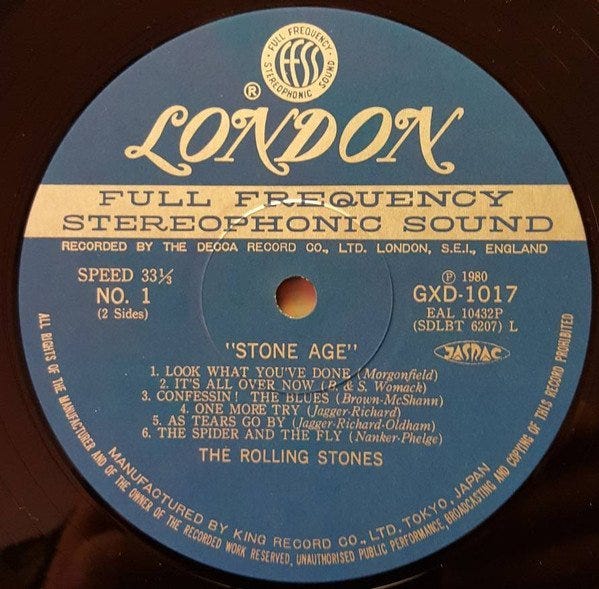 FULL FREQUENCY
ffss
STEREOPHONIC SOUND
® LONDON
FULL FREQUENCY
STEREOPHONIC SOUND
RECORDED BY THE DECCA RECORD CO., LTD. LONDON, S.E.I., ENGLAND
SPEED 33⅓
NO. 1
(2 Sides)
℗ 1980
GXD-1017
EAL 10432P
(SDLBT 6207) L
JASRAC
"STONE AGE"
1. LOOK WHAT YOU'VE DONE (Morgonfield)
2. IT'S ALL OVER NOW (B. & S. Womack)
3. CONFESSIN! THE BLUES (Brown-McShann)
4. ONE MORE TRY (Jagger-Richard)
5. AS TEARS GO BY (Jagger-Richard-Oldham)
6. THE SPIDER AND THE FLY (Nanker-Phelge)
THE ROLLING STONES
MANUFACTURED BY KING RECORD CO., LTD. TOKYO, JAPAN
ALL RIGHTS OF THE MANUFACTURER AND OF THE OWNER OF THE RECORDED WORK RESERVED, UNAUTHORISED PUBLIC PERFORMANCE, BROADCASTING AND COPYING OF THIS RECORD PROHIBITED